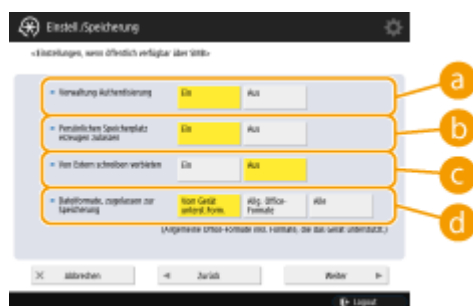 Einstell./Speicherung
<Einstellungen, wenn öffentlich verfügbar über SMB>
Verwaltung Authentisierung
Ein
Aus
a
Persönlichen Speicherplatz
erzeugen zulassen
Ein
Aus
b
Von Extern schreiben verbieten
Ein
Aus
c
Dateiformate, zugelassen zur
Speicherung
Von Gerät
unterst.Form.
Allg. Office-
Formate
Alle
d
(Allgemeine Office-Formate inkl. Formate, die das Gerät unterstützt.)
Abbrechen
Zurück
Weiter
Logout